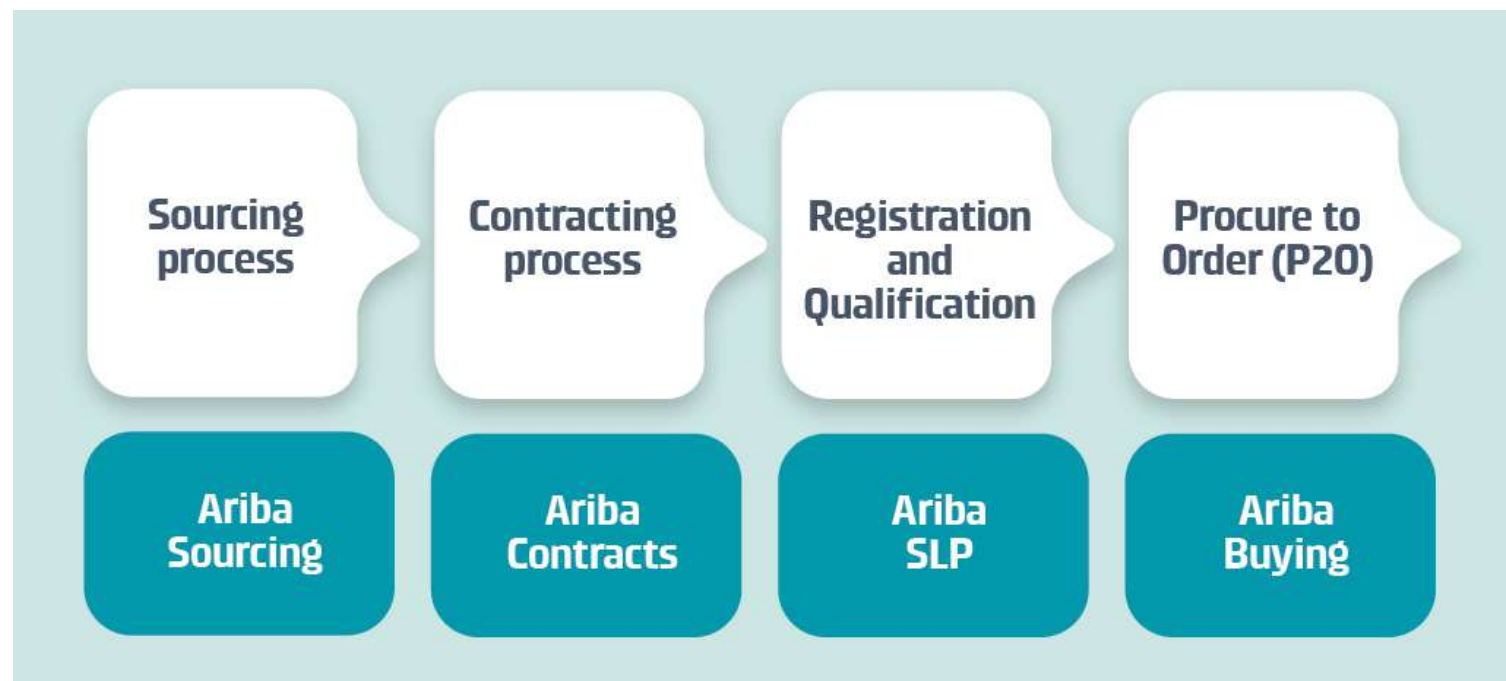 Sourcing
process
Contracting
process
Registration
and
Qualification
Procure to
Order (P2O)
Ariba
Sourcing
Ariba
Contracts
Ariba
SLP
Ariba
Buying